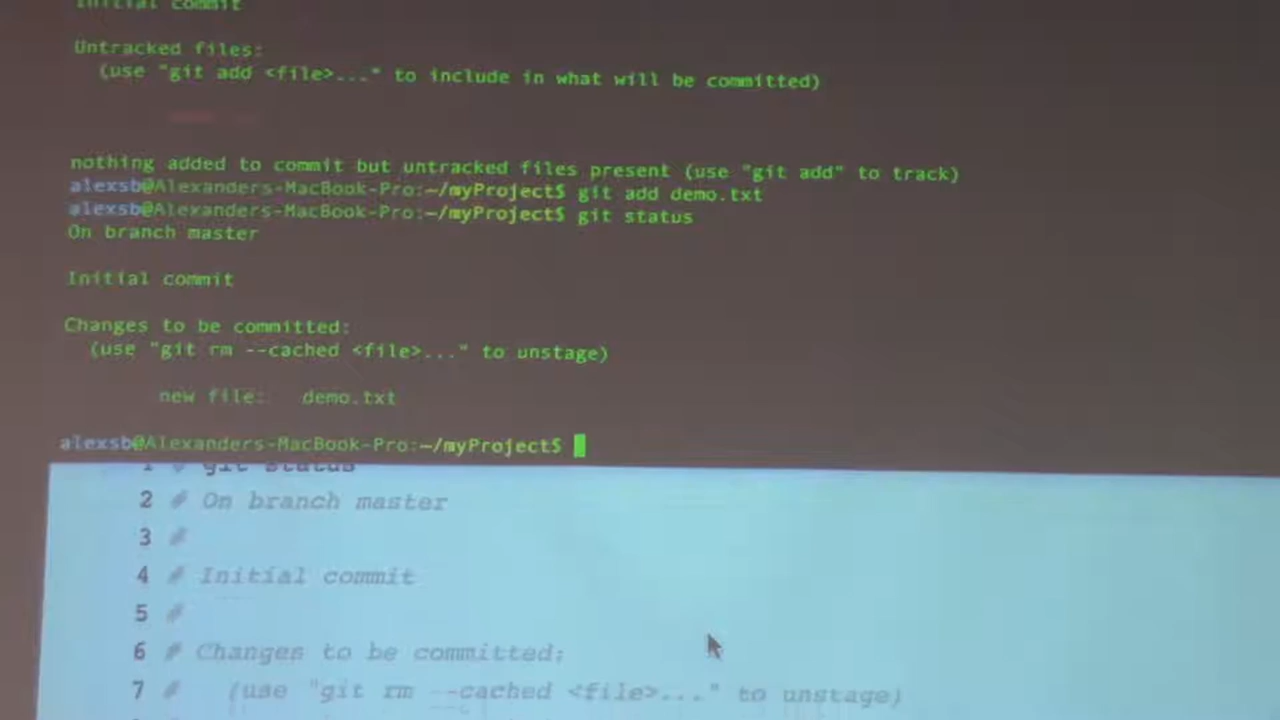 Initial commit
Untracked files:
(use "git add <file>..." to include in what will be committed)
nothing added to commit but untracked files present (use "git add" to track)
alexsb@Alexanders-MacBook-Pro:~/myProject$ git add demo.txt
alexsb@Alexanders-MacBook-Pro:~/myProject$ git status
On branch master
Initial commit
Changes to be committed:
(use "git rm --cached <file>..." to unstage)
new file: demo.txt
alexsb@Alexanders-MacBook-Pro:~/myProject$
1 # git status
2 # On branch master
3 #
4 # Initial commit
5 #
6 # Changes to be committed:
7 # (use "git rm --cached <file>..." to unstage)